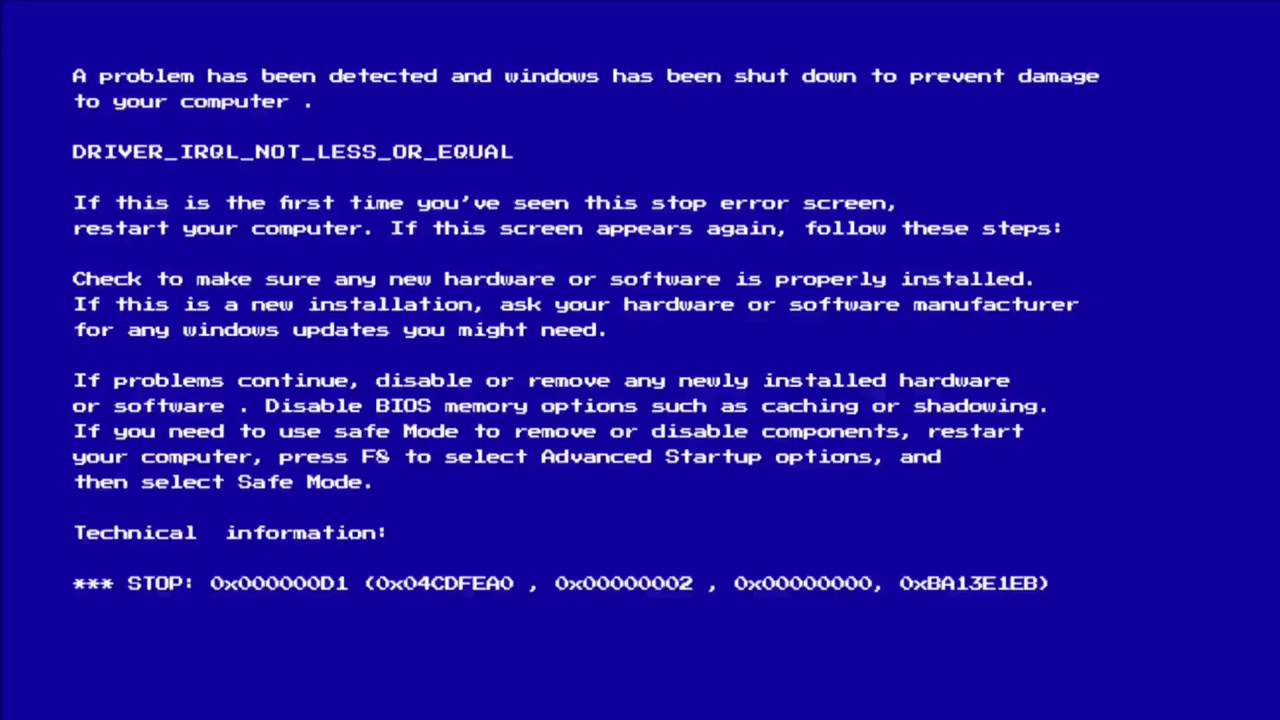 A problem has been detected and windows has been shut down to prevent damage
to your computer .
DRIVER_IRQL_NOT_LESS_OR_EQUAL
If this is the first time you've seen this stop error screen,
restart your computer. If this screen appears again, follow these steps:
Check to make sure any new hardware or software is properly installed.
If this is a new installation, ask your hardware or software manufacturer
for any windows updates you might need.
If problems continue, disable or remove any newly installed hardware
or software . Disable BIOS memory options such as caching or shadowing.
If you need to use safe Mode to remove or disable components, restart
your computer, press F8 to select Advanced Startup options, and
then select Safe Mode.
Technical  information:
*** STOP: 0x000000D1 (0x04CDFEA0 , 0x00000002 , 0x00000000, 0xBA13E1EB)